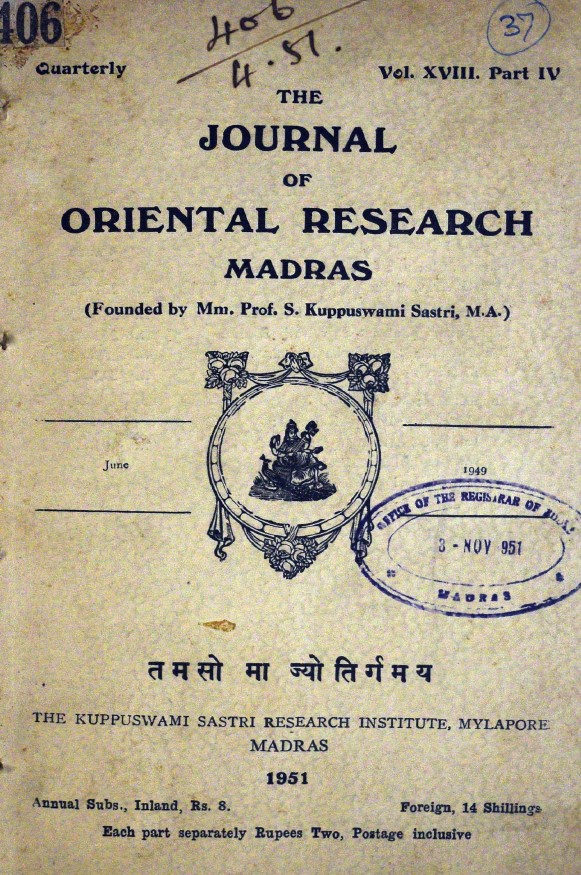 406
406
4.51.
37
Quarterly
Vol. XVIII. Part IV
THE
JOURNAL
OF
ORIENTAL RESEARCH
MADRAS
(Founded by Mm. Prof. S. Kuppuswami Sastri, M.A.)
June
1949
OFFICE OF THE REGISTRAR OF BOOKS
3 - NOV 951
MADRAS
तमसो मा ज्योतिर्गमय
THE KUPPUSWAMI SASTRI RESEARCH INSTITUTE, MYLAPORE
MADRAS
1951
Annual Subs., Inland, Rs. 8.
Foreign, 14 Shillings
Each part separately Rupees Two, Postage inclusive